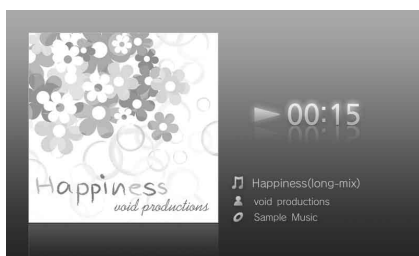 Happiness
void productions
00:15
Happiness(long-mix)
void productions
Sample Music